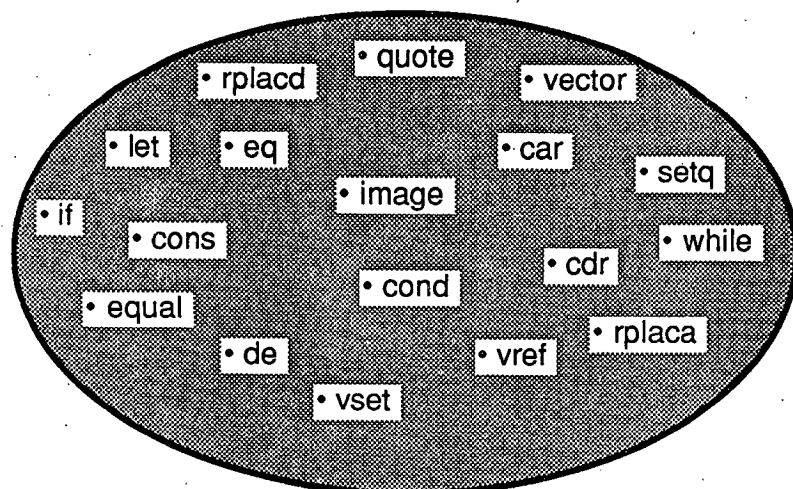 • quote
• rplacd
• vector
• let
• eq
• car
• setq
• image
• if
• cons
• while
• cdr
• cond
• equal
• rplaca
• de
• vref
• vset